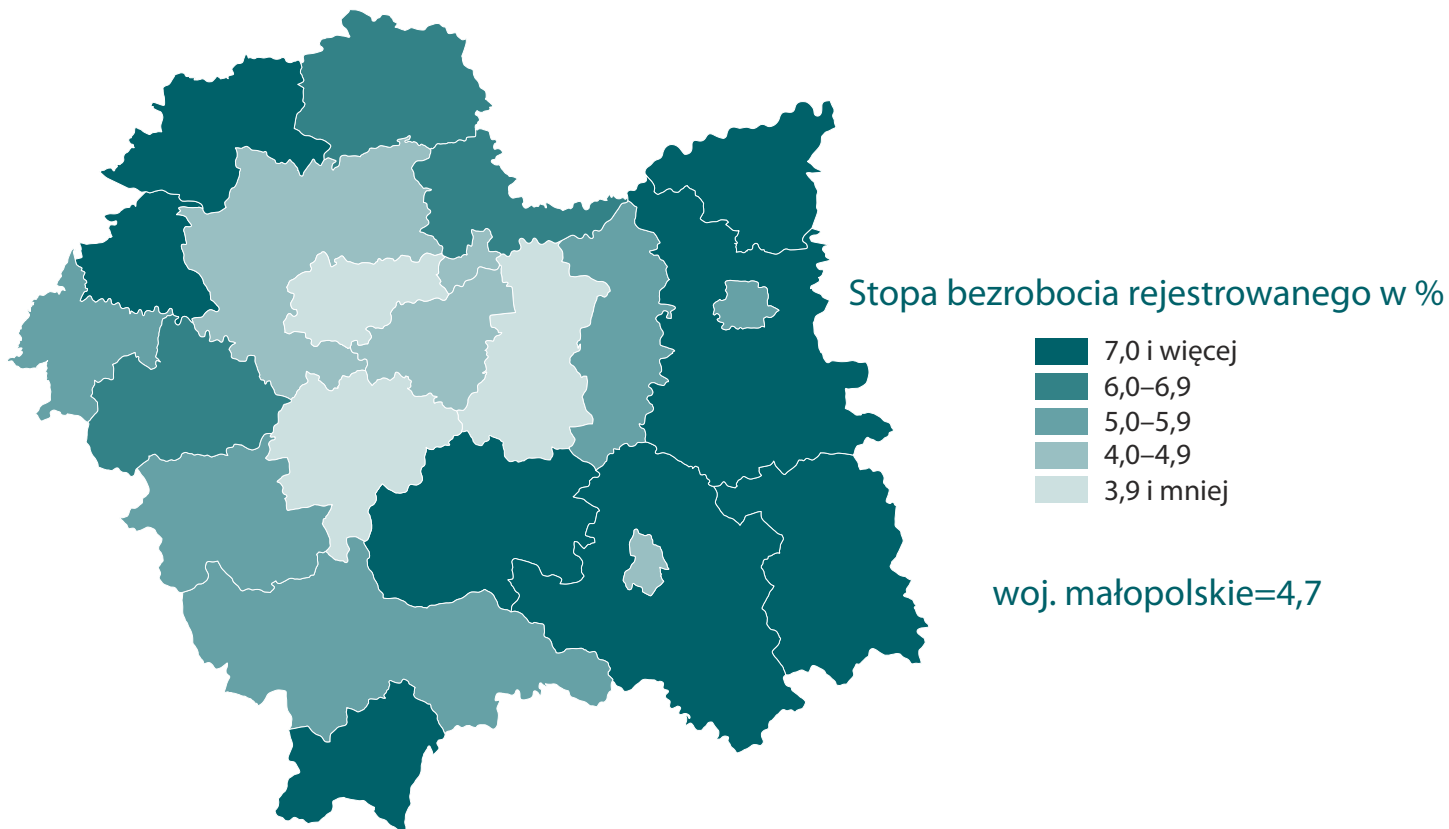 Stopa bezrobocia rejestrowanego w %
7,0 i więcej
6,0–6,9
5,0–5,9
4,0–4,9
3,9 i mniej
woj. małopolskie=4,7